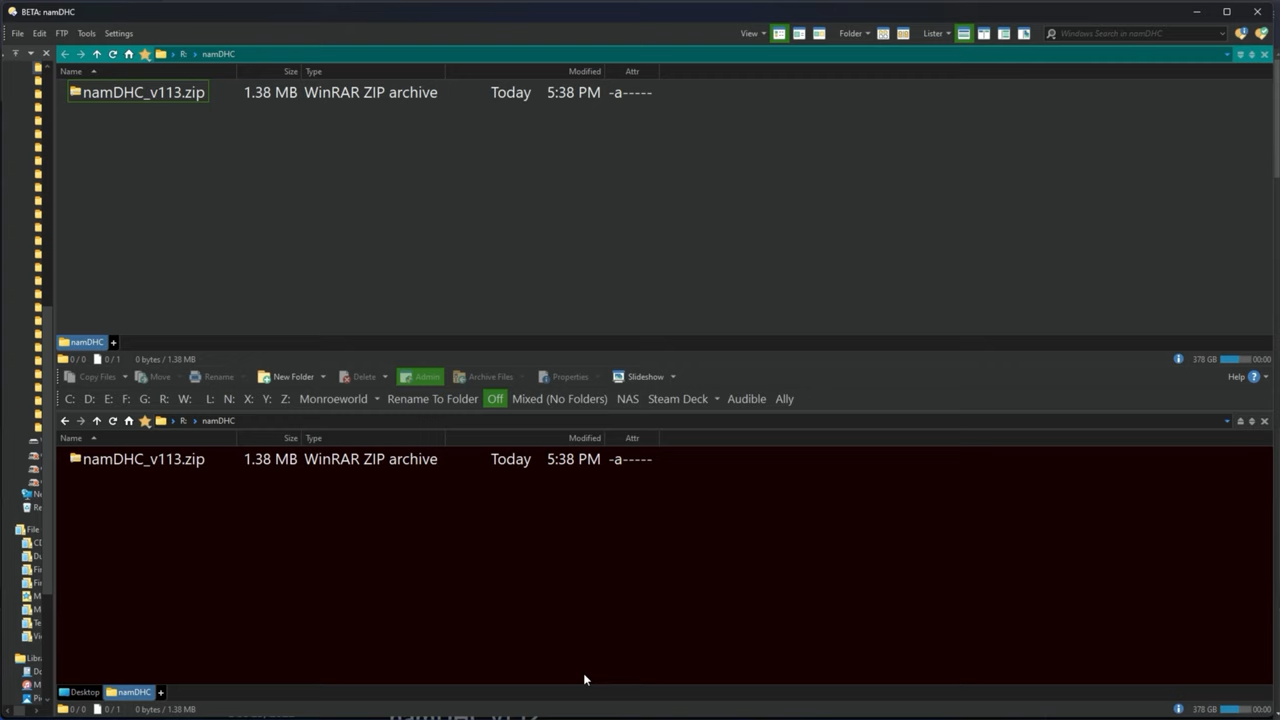 BETA: namDHC
File Edit FTP Tools Settings
View Folder Lister Windows Search in namDHC
R: namDHC
Name Size Type Modified Attr
namDHC_v113.zip 1.38 MB WinRAR ZIP archive Today 5:38 PM -a-----
namDHC +
0 / 0 0 / 1 0 bytes / 1.38 MB 378 GB 00:00
Copy Files Move Rename New Folder Delete Admin Archive Files Properties Slideshow Help
C: D: E: F: G: R: W: L: N: X: Y: Z: Monroeworld Rename To Folder Off Mixed (No Folders) NAS Steam Deck Audible Ally
R: namDHC
Name Size Type Modified Attr
namDHC_v113.zip 1.38 MB WinRAR ZIP archive Today 5:38 PM -a-----
File
Desktop namDHC +
0 / 0 0 / 1 0 bytes / 1.38 MB 378 GB 00:00